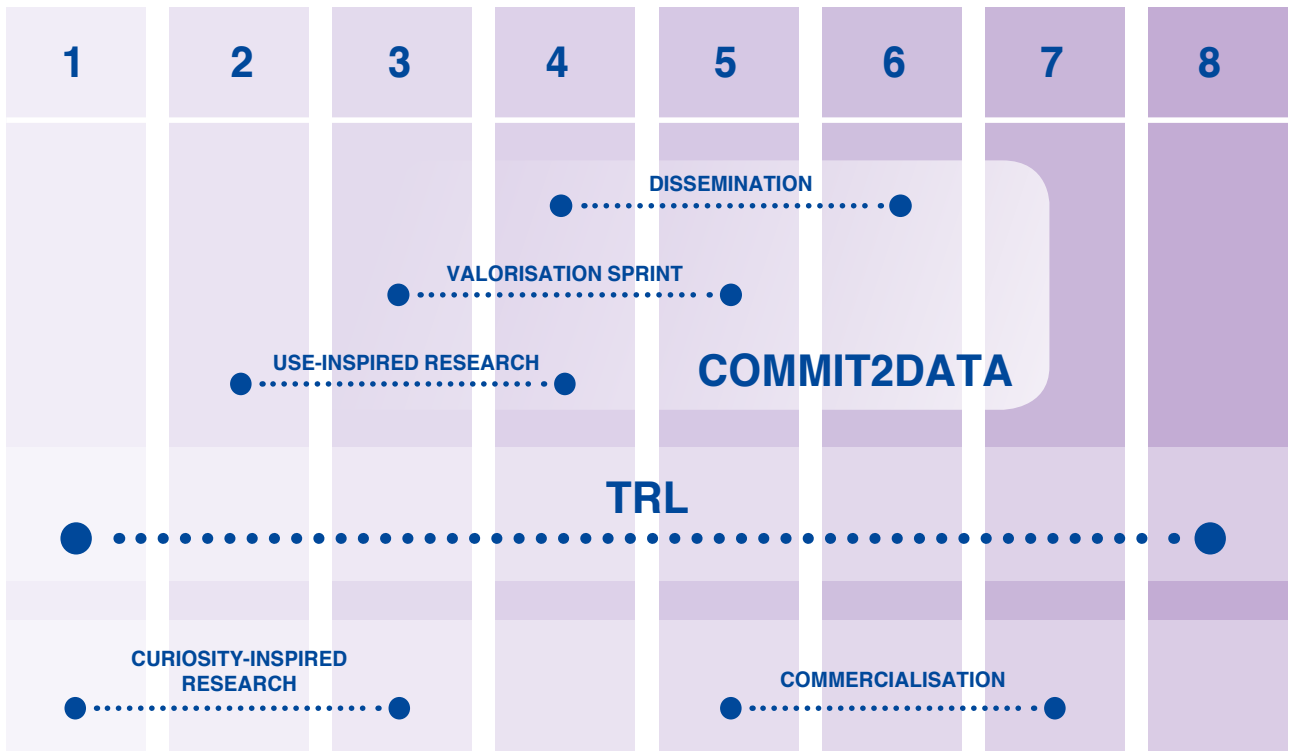 1 2 3 4 5 6 7 8
DISSEMINATION
VALORISATION SPRINT
USE-INSPIRED RESEARCH
COMMIT2DATA
TRL
CURIOSITY-INSPIRED
RESEARCH
COMMERCIALISATION